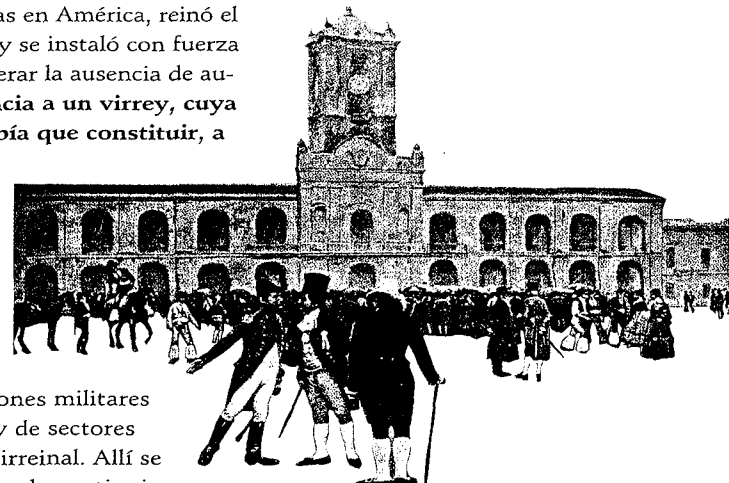 as en América, reinó el
y se instaló con fuerza
erar la ausencia de au-
ncia a un virrey, cuya
bía que constituir, a
ones militares
y de sectores
irreinal. Allí se